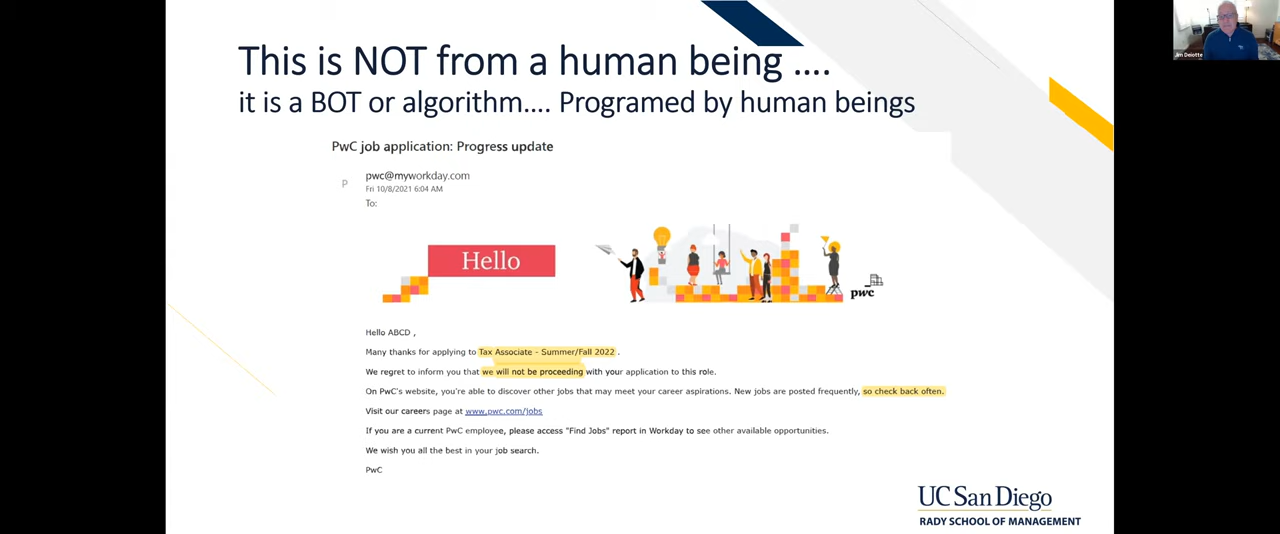 This is NOT from a human being ....
it is a BOT or algorithm.... Programed by human beings
Jim Deiotte
PwC job application: Progress update
P
pwc@myworkday.com
Fri 10/8/2021 6:04 AM
To:
Hello
pwc
Hello ABCD ,
Many thanks for applying to Tax Associate - Summer/Fall 2022 .
We regret to inform you that we will not be proceeding with your application to this role.
On PwC's website, you're able to discover other jobs that may meet your career aspirations. New jobs are posted frequently, so check back often.
Visit our careers page at www.pwc.com/jobs
If you are a current PwC employee, please access "Find Jobs" report in Workday to see other available opportunities.
We wish you all the best in your job search.
PwC
UC San Diego
RADY SCHOOL OF MANAGEMENT